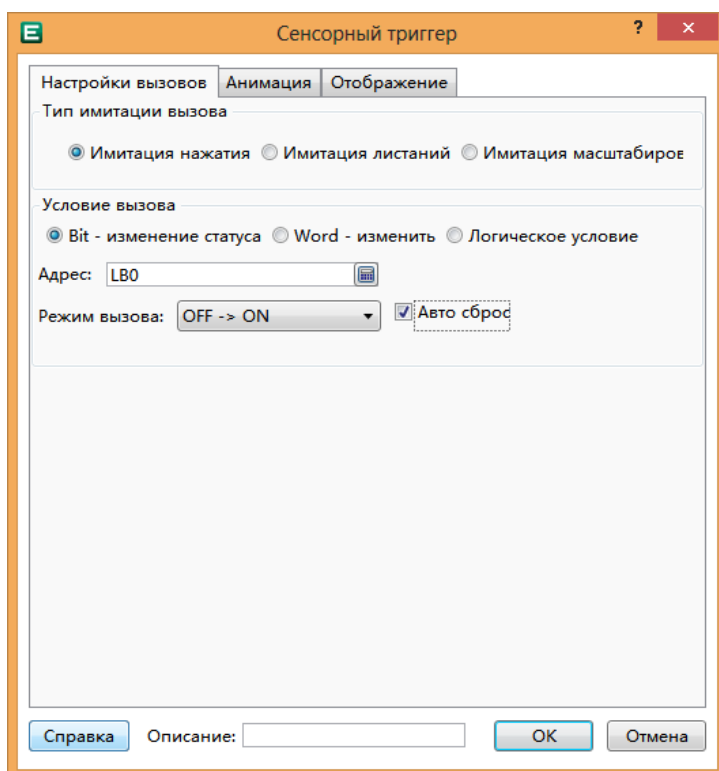 E Сенсорный триггер ? ×
Настройки вызовов Анимация Отображение
Тип имитации вызова
Имитация нажатия Имитация листаний Имитация масштабиров
Условие вызова
Bit - изменение статуса Word - изменить Логическое условие
Адрес: LB0
Режим вызова: OFF -> ON Авто сброс
Справка Описание: OK Отмена